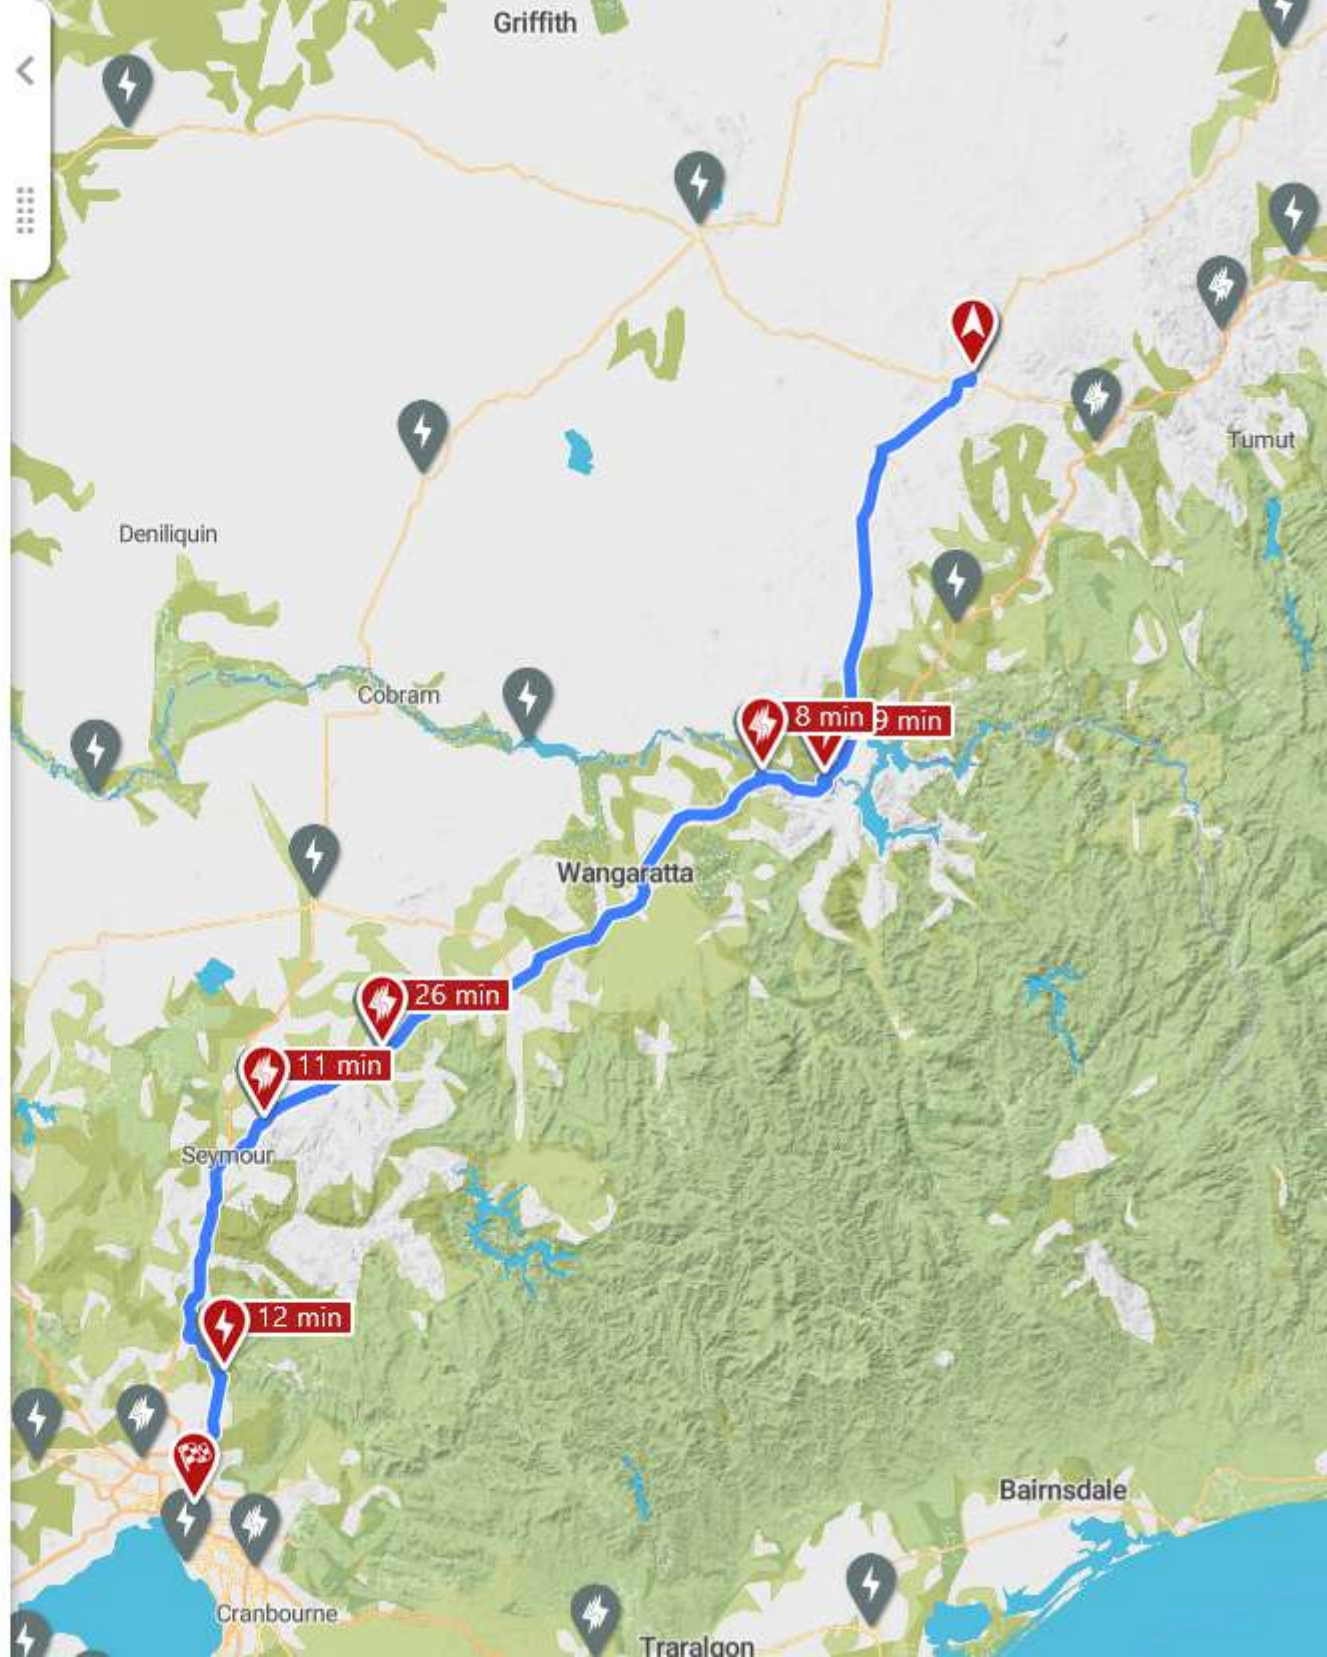 Griffith
Tumut
Deniliquin
Cobram
8 min
9 min
Wangaratta
26 min
11 min
Seymour
12 min
Bairnsdale
Cranbourne
Traralgon